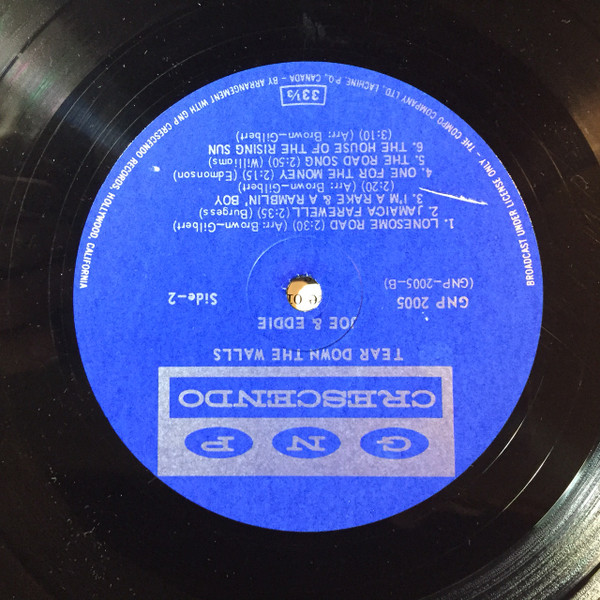 G N P
CRESCENDO
TEAR DOWN THE WALLS
JOE & EDDIE
GNP 2005
(GNP-2005-B)
Side-2
1. LONESOME ROAD (2:30) (Arr: Brown-Gilbert)
2. JAMAICA FAREWELL (2:35) (Burgess)
3. I'M A RAKE & A RAMBLIN' BOY
(2:20) (Arr: Brown-Gilbert)
4. ONE FOR THE MONEY (2:15) (Edmonson)
5. THE ROAD SONG (2:50) (Williams)
6. THE HOUSE OF THE RISING SUN
(3:10) (Arr: Brown-Gilbert)
33⅓
BROADCAST UNDER LICENSE ONLY - THE COMPO COMPANY LTD., LACHINE, P.Q., CANADA - BY ARRANGEMENT WITH GNP CRESCENDO RECORDS, HOLLYWOOD, CALIFORNIA